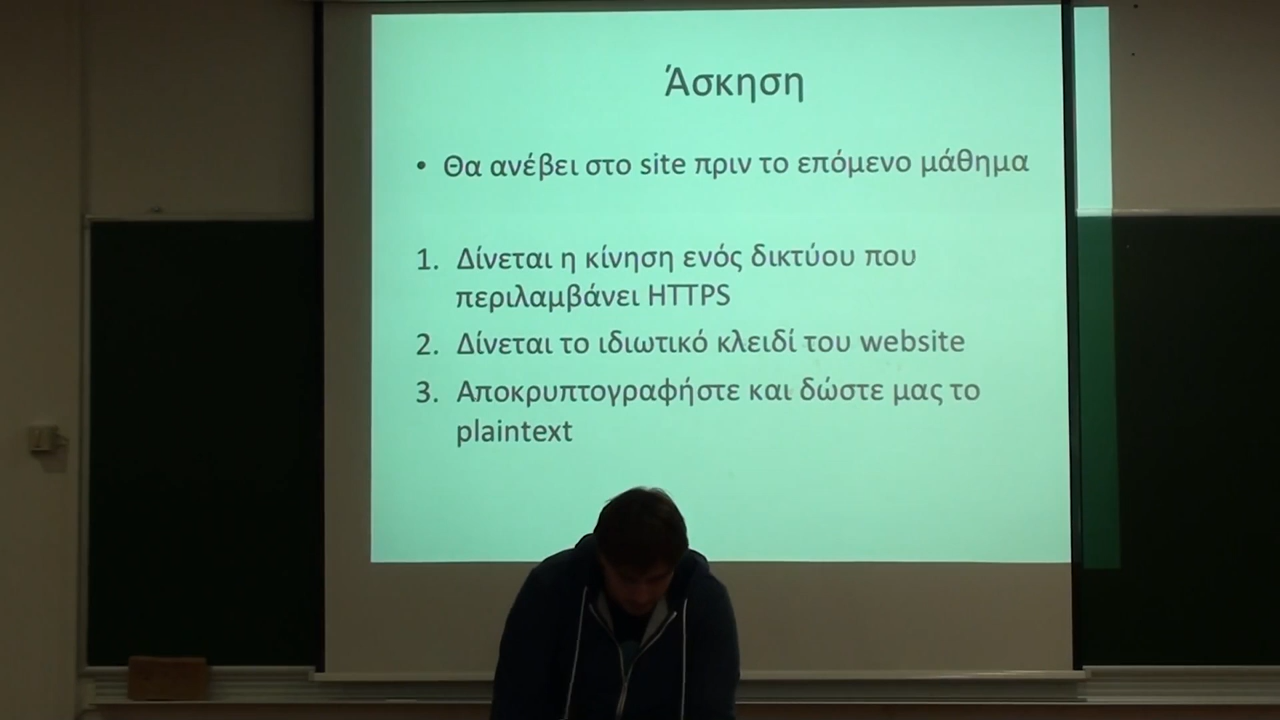 Άσκηση
• Θα ανέβει στο site πριν το επόμενο μάθημα
1. Δίνεται η κίνηση ενός δικτύου που
περιλαμβάνει HTTPS
2. Δίνεται το ιδιωτικό κλειδί του website
3. Αποκρυπτογραφήστε και δώστε μας το
plaintext